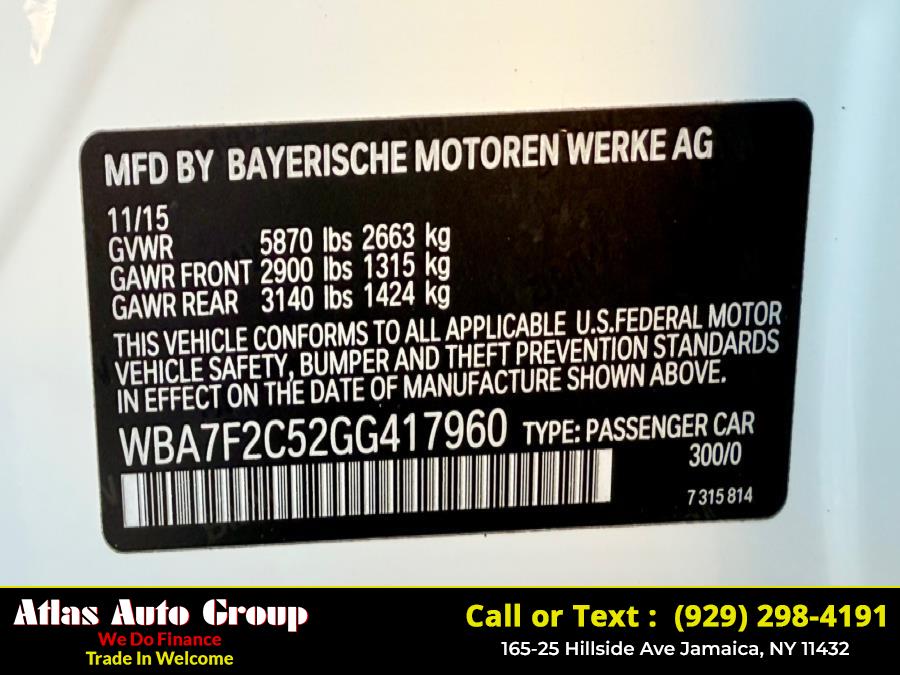 MFD BY BAYERISCHE MOTOREN WERKE AG
11/15
GVWR 5870 lbs 2663 kg
GAWR FRONT 2900 lbs 1315 kg
GAWR REAR 3140 lbs 1424 kg
THIS VEHICLE CONFORMS TO ALL APPLICABLE U.S.FEDERAL MOTOR
VEHICLE SAFETY, BUMPER AND THEFT PREVENTION STANDARDS
IN EFFECT ON THE DATE OF MANUFACTURE SHOWN ABOVE.
WBA7F2C52GG417960 TYPE: PASSENGER CAR
300/0
7 315 814
Atlas Auto Group
We Do FInance
Trade In Welcome
Call or Text : (929) 298-4191
165-25 Hillside Ave Jamaica, NY 11432